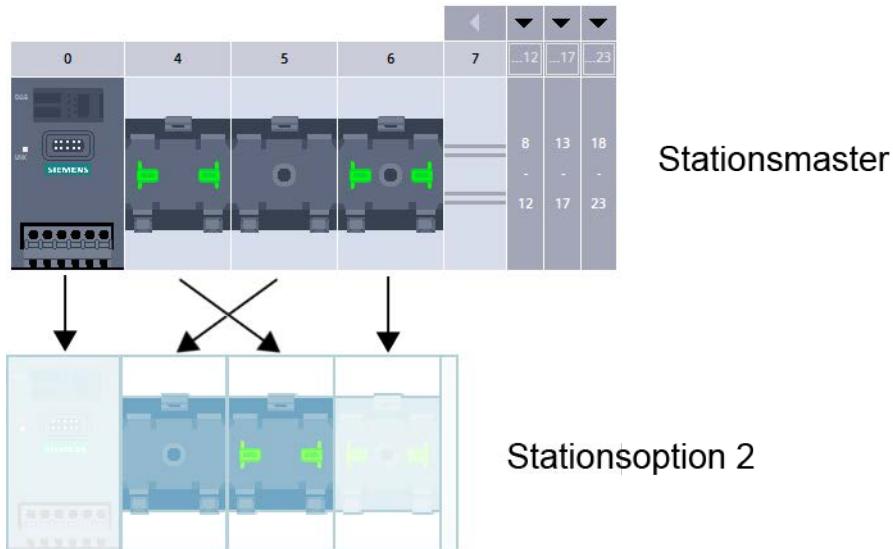 0 4 5 6 7 ...12 ...17 ...23
SIEMENS
8 13 18
- - -
12 17 23
Stationsmaster
Stationsoption 2